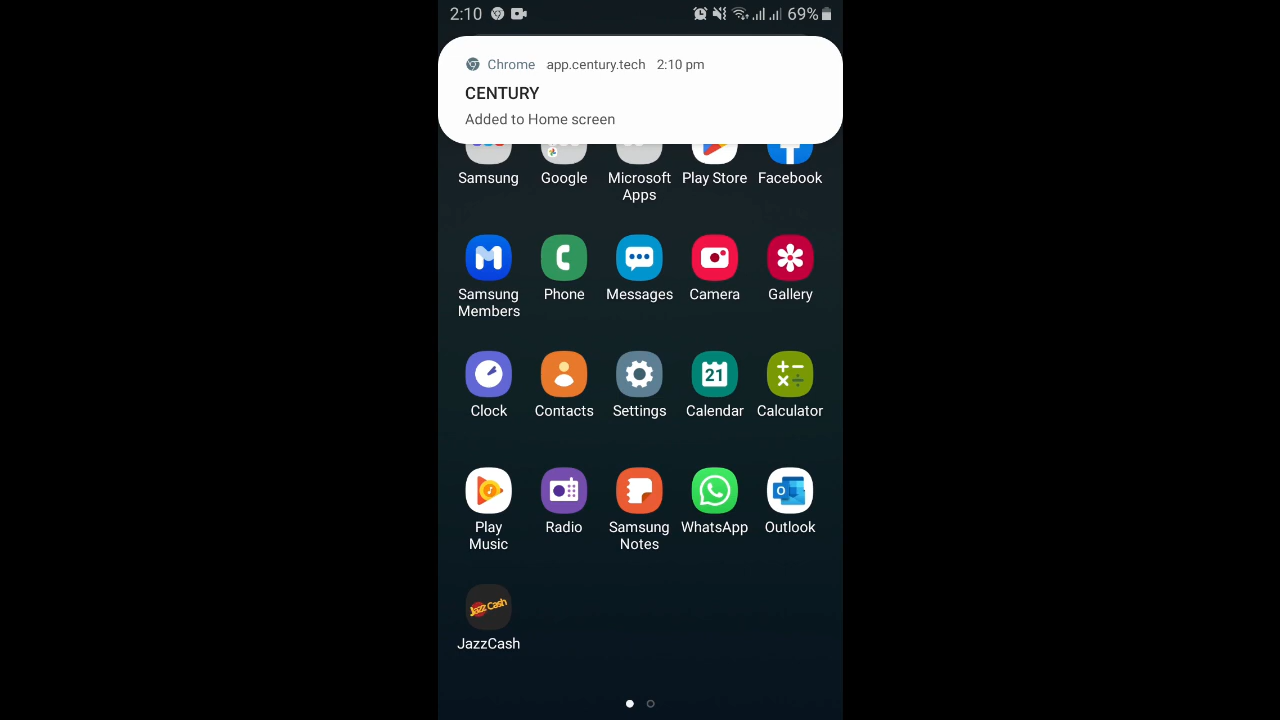 2:10 69%
Chrome app.century.tech 2:10 pm
CENTURY
Added to Home screen
Samsung Google Microsoft Apps Play Store Facebook
Samsung Members Phone Messages Camera Gallery
21
Clock Contacts Settings Calendar Calculator
O
Play Music Radio Samsung Notes WhatsApp Outlook
Jazz Cash
JazzCash